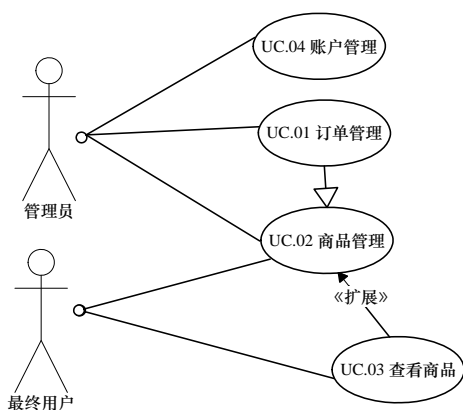 UC.04 账户管理
UC.01 订单管理
管理员
UC.02 商品管理
《扩展》
UC.03 查看商品
最终用户